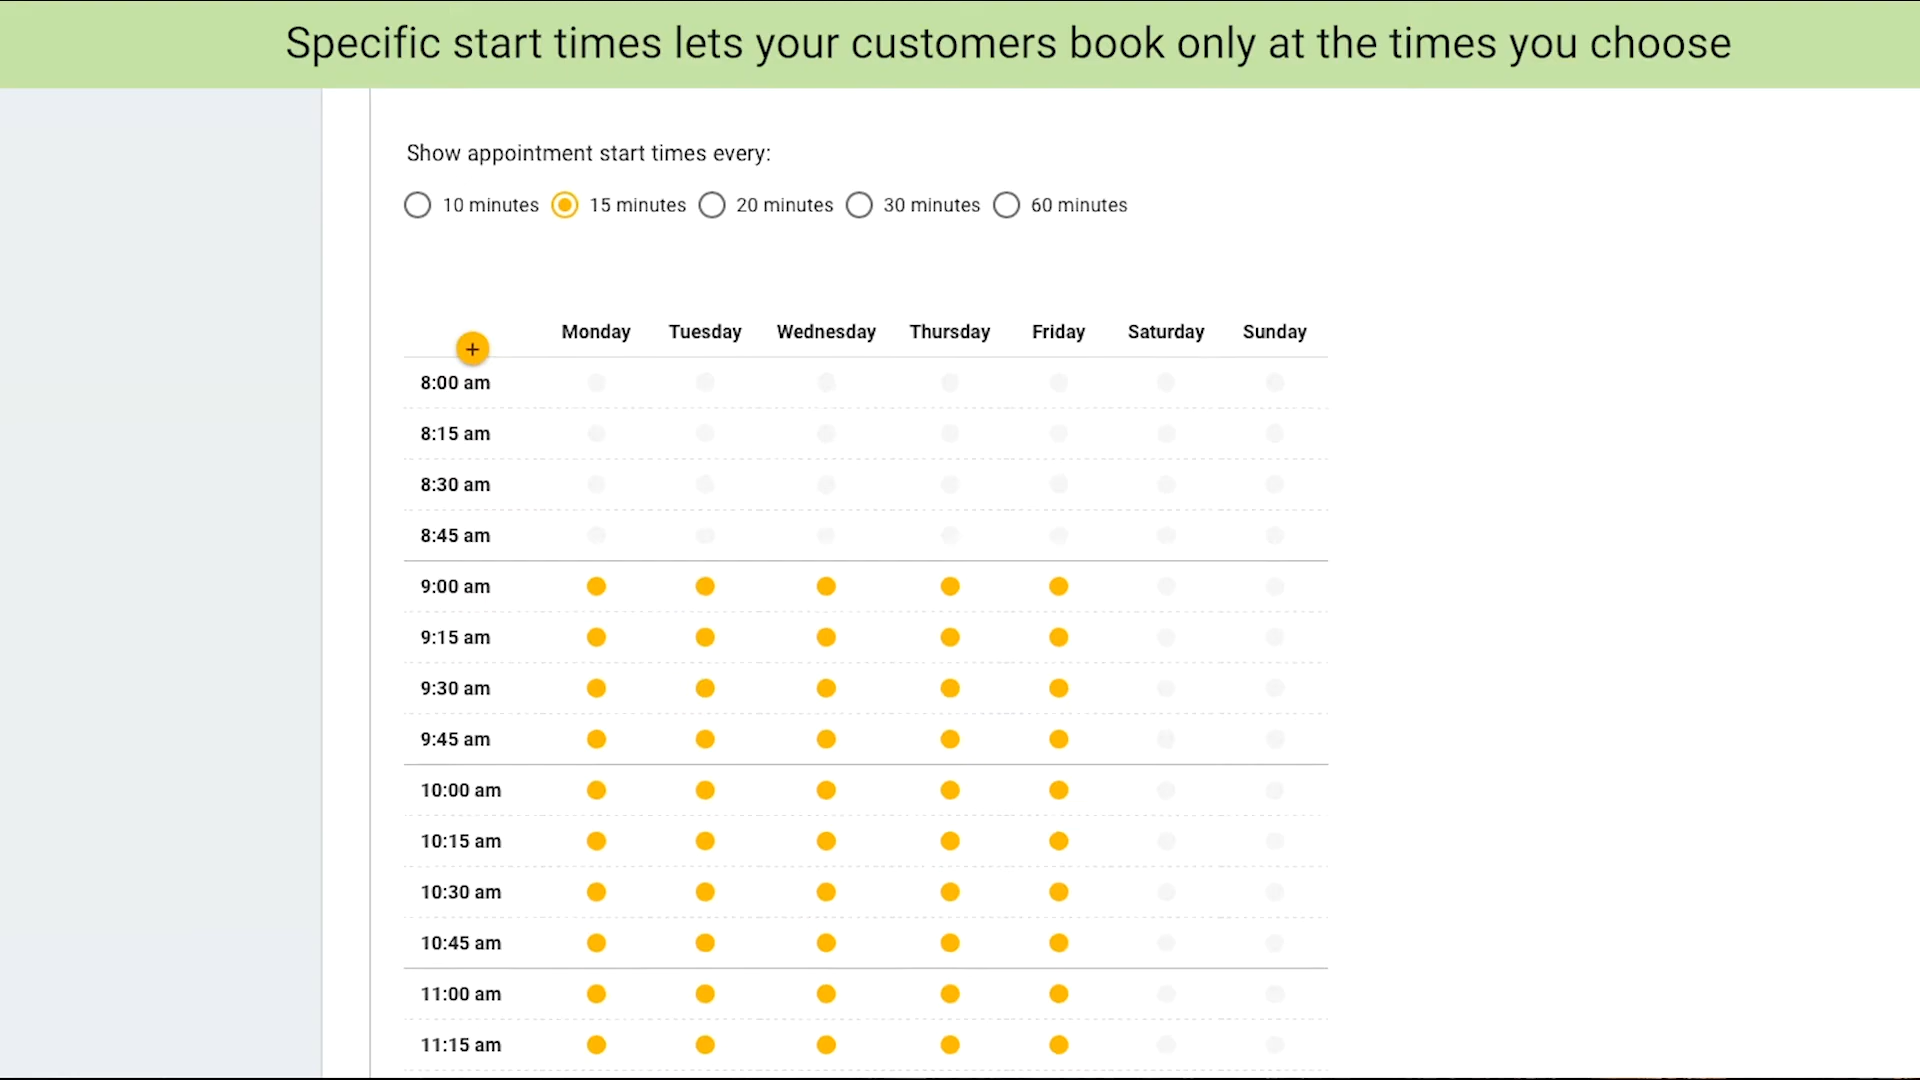 Specific start times lets your customers book only at the times you choose
Show appointment start times every:
10 minutes 15 minutes 20 minutes 30 minutes 60 minutes
+ Monday Tuesday Wednesday Thursday Friday Saturday Sunday
8:00 am
8:15 am
8:30 am
8:45 am
9:00 am
9:15 am
9:30 am
9:45 am
10:00 am
10:15 am
10:30 am
10:45 am
11:00 am
11:15 am